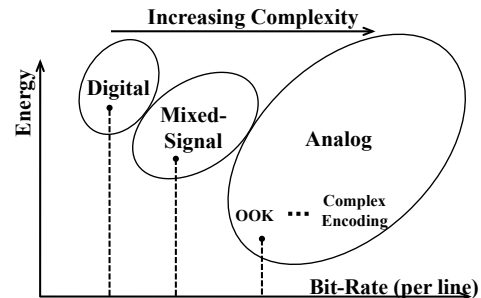 Increasing Complexity
Energy
Digital
Mixed-
Signal
Analog
OOK ... Complex
Encoding
Bit-Rate (per line)